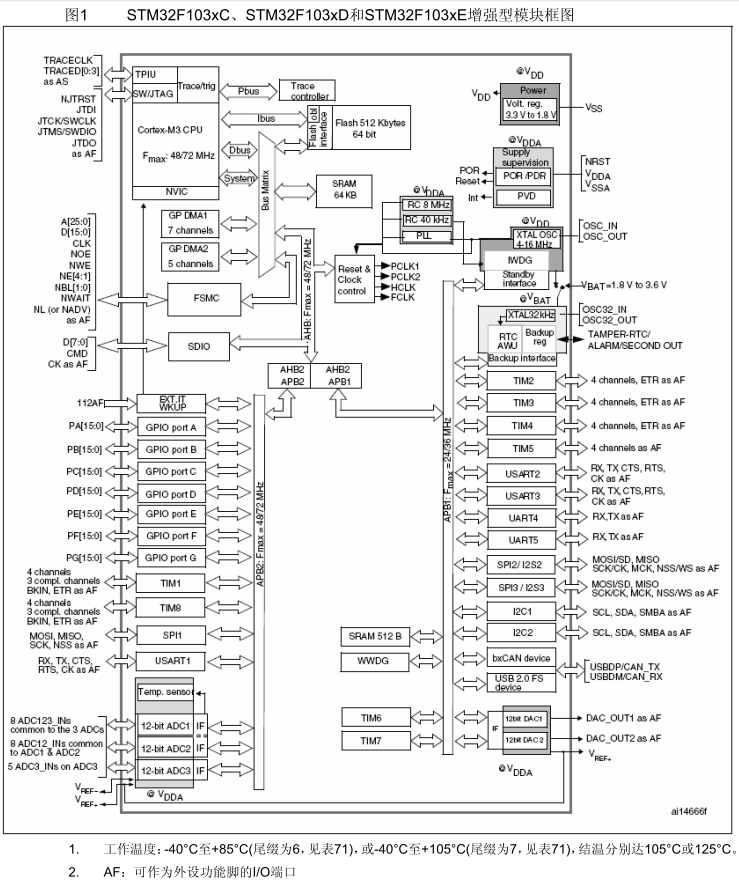 图1 STM32F103xC、STM32F103xD和STM32F103xE增强型模块框图
TRACECLK
TRACED[0:3]
as AS
NJTRST
JTDI
JTCK/SWCLK
JTMS/SWDIO
JTDO
as AF
TPIU
SW/JTAG
Trace/trig
Cortex-M3 CPU
Fmax: 48/72 MHz
NVIC
Pbus
Trace
controller
Ibus
Dbus
System
Flash obl
interface
Flash 512 Kbytes
64 bit
Bus Matrix
SRAM
64 KB
GP DMA1
7 channels
GP DMA2
5 channels
@VDD
Power
VDD
Volt. reg.
3.3 V to 1.8 V
VSS
@VDDA
Supply
supervision
POR
Reset
Int
POR /PDR
PVD
NRST
VDDA
VSSA
@VDDA
RC 8 MHz
RC 40 kHz
PLL
@VDD
XTAL OSC
4-16 MHz
OSC_IN
OSC_OUT
IWDG
Standby
interface
VBAT=1.8 V to 3.6 V
@VBAT
Reset &
Clock
control
PCLK1
PCLK2
HCLK
FCLK
XTAL32kHz
OSC32_IN
OSC32_OUT
RTC
AWU
Backup
reg
Backup interface
TAMPER-RTC/
ALARM/SECOND OUT
A[25:0]
D[15:0]
CLK
NOE
NWE
NE[4:1]
NBL[1:0]
NWAIT
NL (or NADV)
as AF
FSMC
D[7:0]
CMD
CK as AF
SDIO
AHB: Fmax = 48/72 MHz
AHB2
APB2
AHB2
APB1
112AF
EXT.IT
WKUP
PA[15:0]
GPIO port A
PB[15:0]
GPIO port B
PC[15:0]
GPIO port C
PD[15:0]
GPIO port D
PE[15:0]
GPIO port E
PF[15:0]
GPIO port F
PG[15:0]
GPIO port G
4 channels
3 compl. channels
BKIN, ETR as AF
TIM1
4 channels
3 compl. channels
BKIN, ETR as AF
TIM8
MOSI, MISO,
SCK, NSS as AF
SPI1
RX, TX, CTS,
RTS, CK as AF
USART1
Temp. sensor
8 ADC123_INs
common to the 3 ADCs
12-bit ADC1
IF
8 ADC12_INs common
to ADC1 & ADC2
12-bit ADC2
IF
5 ADC3_INs on ADC3
12-bit ADC3
IF
VREF–
VREF+
@ VDDA
APB2: Fmax = 48/72 MHz
APB1: Fmax = 24/36 MHz
TIM2
4 channels, ETR as AF
TIM3
4 channels, ETR as AF
TIM4
4 channels, ETR as AF
TIM5
4 channels as AF
USART2
RX, TX, CTS, RTS,
CK as AF
USART3
RX, TX, CTS, RTS,
CK as AF
UART4
RX,TX as AF
UART5
RX, TX as AF
SPI2/ I2S2
MOSI/SD, MISO
SCK/CK, MCK, NSS/WS as AF
SPI3 / I2S3
MOSI/SD, MISO
SCK/CK, MCK, NSS/WS as AF
I2C1
SCL, SDA, SMBA as AF
I2C2
SCL, SDA, SMBA as AF
SRAM 512 B
WWDG
bxCAN device
USB 2.0 FS
device
USBDP/CAN_TX
USBDM/CAN_RX
TIM6
TIM7
IF
12bit DAC1
12bit DAC 2
DAC_OUT1 as AF
DAC_OUT2 as AF
VREF+
@ VDDA
ai14666f
1. 工作温度：-40°C至+85°C(尾缀为6，见表71)，或-40°C至+105°C(尾缀为7，见表71)，结温分别达105°C或125°C。
2. AF：可作为外设功能脚的I/O端口